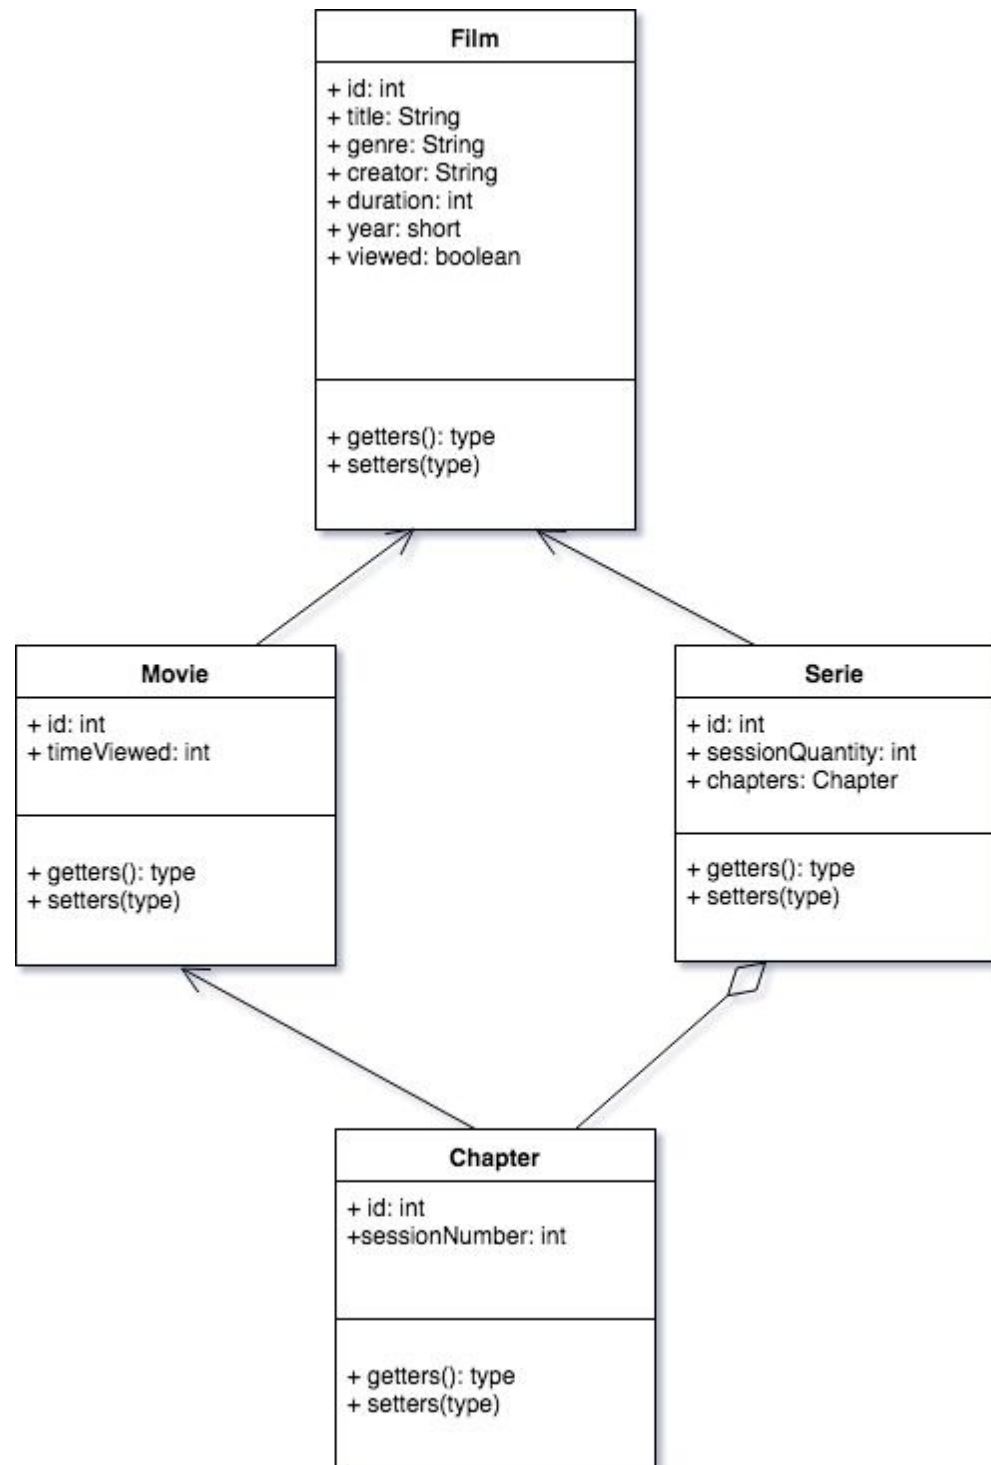 Film
+ id: int
+ title: String
+ genre: String
+ creator: String
+ duration: int
+ year: short
+ viewed: boolean
+ getters(): type
+ setters(type)
Movie
+ id: int
+ timeViewed: int
+ getters(): type
+ setters(type)
Serie
+ id: int
+ sessionQuantity: int
+ chapters: Chapter
+ getters(): type
+ setters(type)
Chapter
+ id: int
+sessionNumber: int
+ getters(): type
+ setters(type)